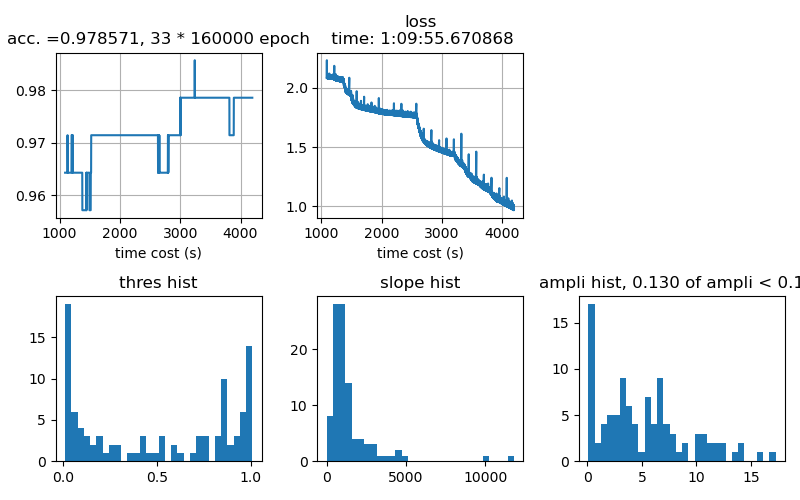 acc. =0.978571, 33 * 160000 epoch
loss
time: 1:09:55.670868
0.98
0.97
0.96
1000 2000 3000 4000
time cost (s)
2.0
1.5
1.0
1000 2000 3000 4000
time cost (s)
thres hist
15
10
5
0
0.0 0.5 1.0
slope hist
20
10
0
0 5000 10000
ampli hist, 0.130 of ampli < 0.1
15
10
5
0
0 5 10 15